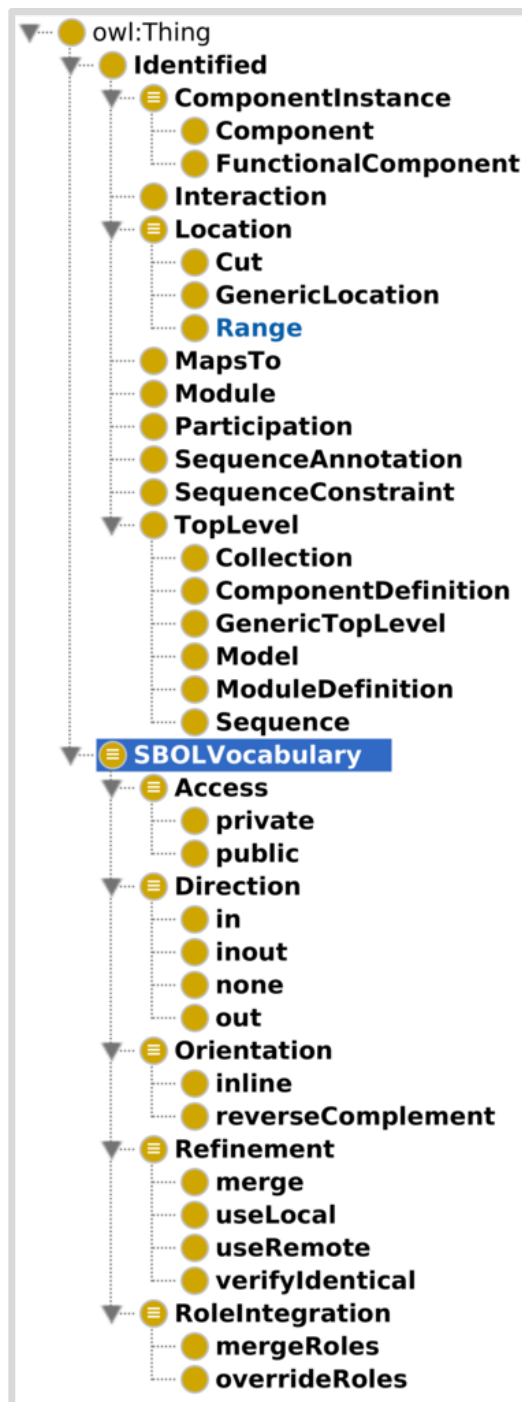 owl:Thing
Identified
ComponentInstance
Component
FunctionalComponent
Interaction
Location
Cut
GenericLocation
Range
MapsTo
Module
Participation
SequenceAnnotation
SequenceConstraint
TopLevel
Collection
ComponentDefinition
GenericTopLevel
Model
ModuleDefinition
Sequence
SBOLVocabulary
Access
private
public
Direction
in
inout
none
out
Orientation
inline
reverseComplement
Refinement
merge
useLocal
useRemote
verifyIdentical
RoleIntegration
mergeRoles
overrideRoles